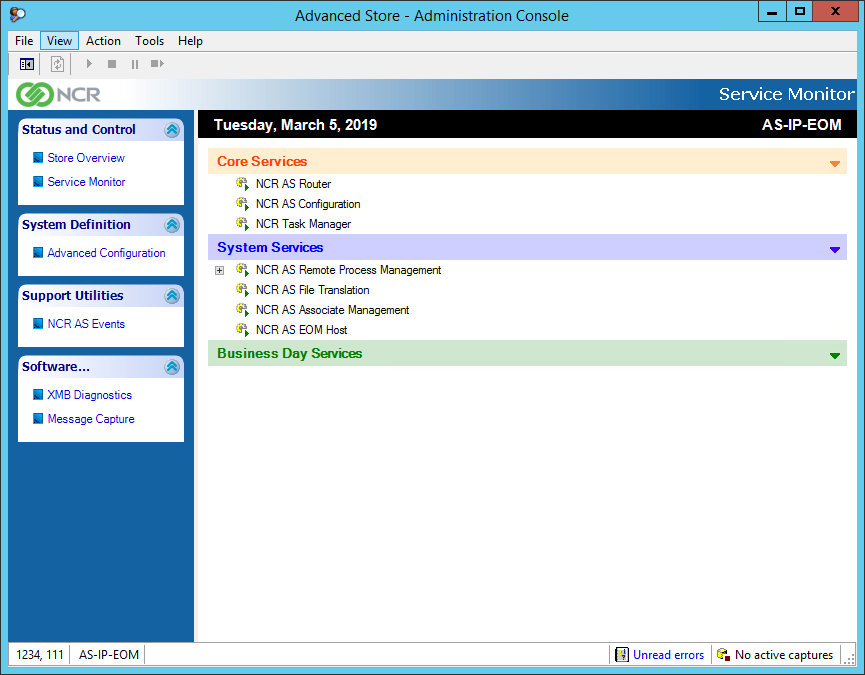 Advanced Store - Administration Console
File View Action Tools Help
NCR
Service Monitor
Status and Control
Store Overview
Service Monitor
System Definition
Advanced Configuration
Support Utilities
NCR AS Events
Software...
XMB Diagnostics
Message Capture
Tuesday, March 5, 2019 AS-IP-EOM
Core Services
NCR AS Router
NCR AS Configuration
NCR Task Manager
System Services
NCR AS Remote Process Management
NCR AS File Translation
NCR AS Associate Management
NCR AS EOM Host
Business Day Services
1234, 111 AS-IP-EOM Unread errors No active captures